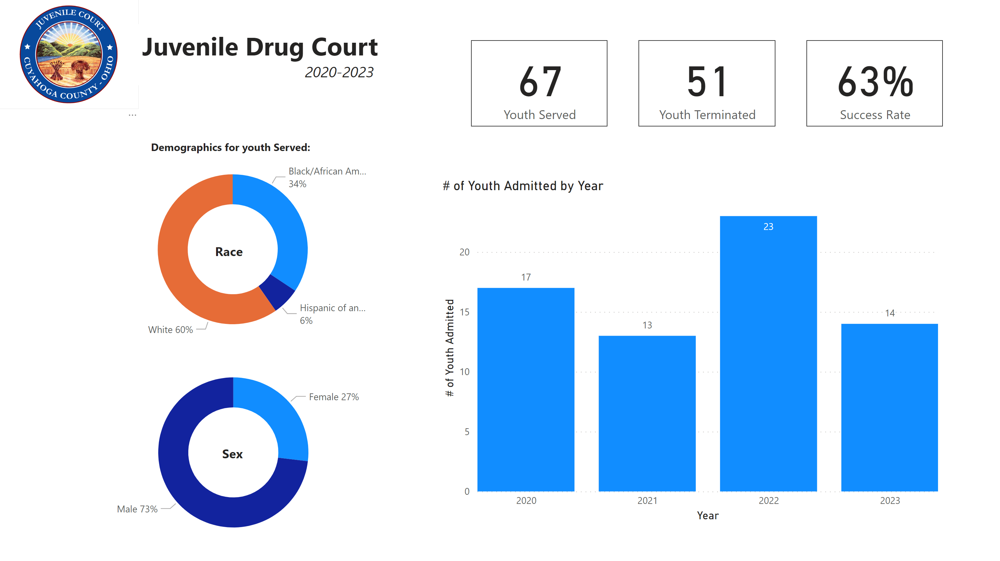 JUVENILE COURT
CUYAHOGA COUNTY - OHIO
Juvenile Drug Court
2020-2023
...
67
Youth Served
51
Youth Terminated
63%
Success Rate
Demographics for youth Served:
Black/African Am...
34%
Race
Hispanic of an...
6%
White 60%
Female 27%
Sex
Male 73%
# of Youth Admitted by Year
# of Youth Admitted
20
15
10
5
0
17
13
23
14
2020
2021
2022
2023
Year